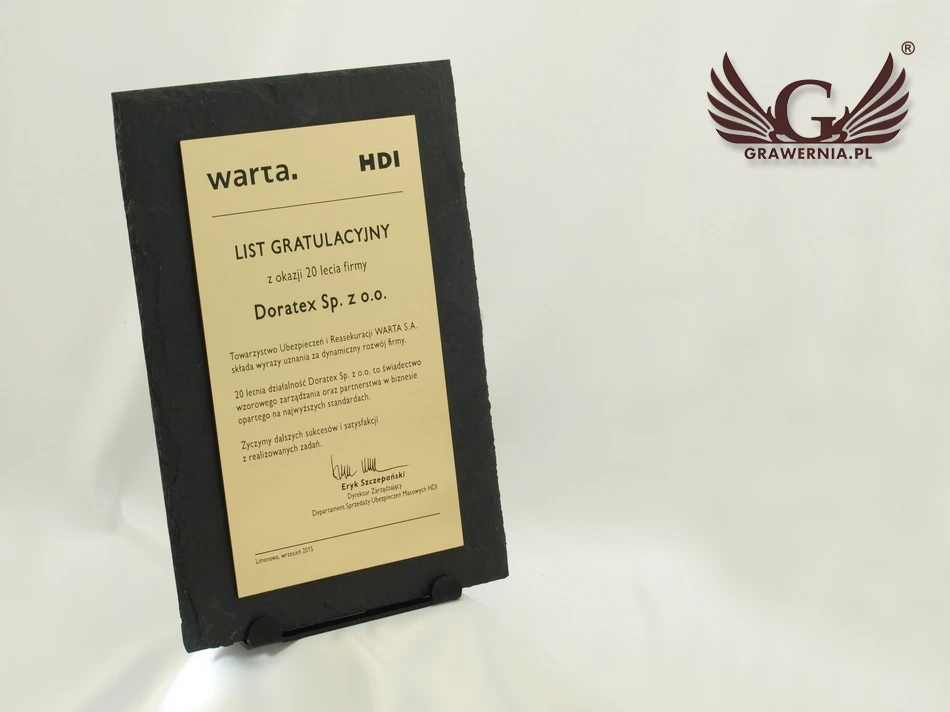 warta. HDI
LIST GRATULACYJNY
z okazji 20 lecia firmy
Doratex Sp. z o.o.
Towarzystwo Ubezpieczeń i Reasekuracji WARTA S.A.
składa wyrazy uznania za dynamiczny rozwój firmy.
20 letnia działalność Doratex Sp. z o.o. to świadectwo
wzorowego zarządzania oraz partnerstwa w biznesie
opartego na najwyższych standardach.
Życzymy dalszych sukcesów i satysfakcji
z realizowanych zadań.
Eryk Szczepański
Dyrektor Zarządzający
Departament Sprzedaży Ubezpieczeń Masowych HDI
Limanowa, wrzesień 2015
G ®
GRAWERNIA.PL